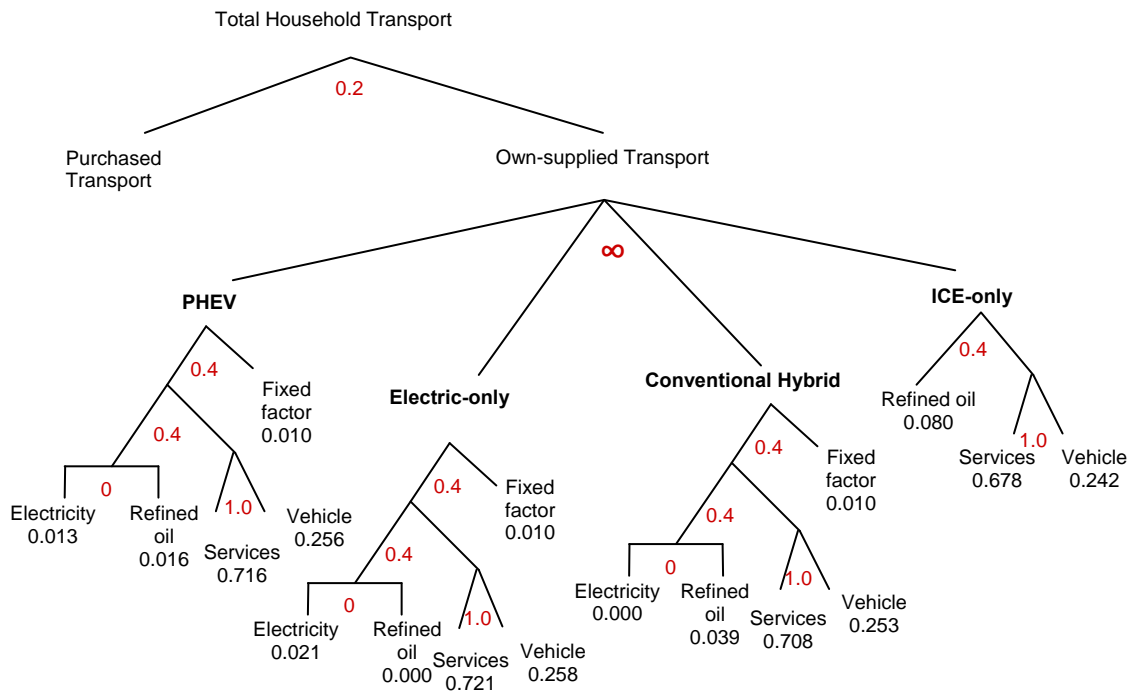 Total Household Transport
0.2
Purchased
Transport
Own-supplied Transport
∞
PHEV
0.4
Fixed
factor
0.010
0.4
0
1.0
Electricity
0.013
Refined
oil
0.016
Services
0.716
Vehicle
0.256
Electric-only
0.4
Fixed
factor
0.010
0.4
0
1.0
Electricity
0.021
Refined
oil
0.000
Services
0.721
Vehicle
0.258
Conventional Hybrid
0.4
Fixed
factor
0.010
0.4
0
1.0
Electricity
0.000
Refined
oil
0.039
Services
0.708
Vehicle
0.253
ICE-only
0.4
Refined oil
0.080
1.0
Services
0.678
Vehicle
0.242